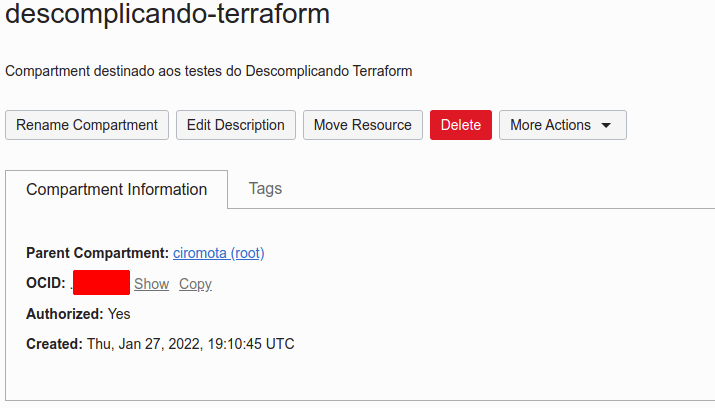 descomplicando-terraform
Compartment destinado aos testes do Descomplicando Terraform
Rename Compartment Edit Description Move Resource Delete More Actions
Compartment Information Tags
Parent Compartment: ciromota (root)
OCID: . Show Copy
Authorized: Yes
Created: Thu, Jan 27, 2022, 19:10:45 UTC